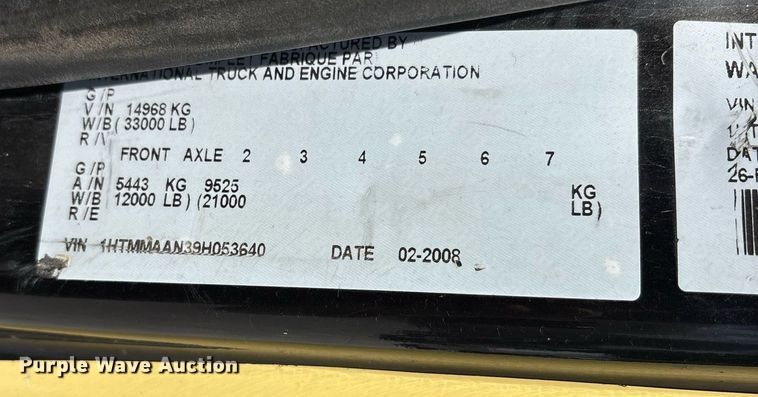 FABRIQUE PAR
INTERNATIONAL TRUCK AND ENGINE CORPORATION
G/P
V/N 14968 KG
W/B (33000 LB)
R/V
FRONT AXLE 2 3 4 5 6 7
G/P
A/N 5443 KG 9525 KG
W/B 12000 LB) (21000 LB)
R/E
VIN 1HTMMAAN39H053640 DATE 02-2008
INT
WA
VIN
DAT
26-F
Purple Wave Auction